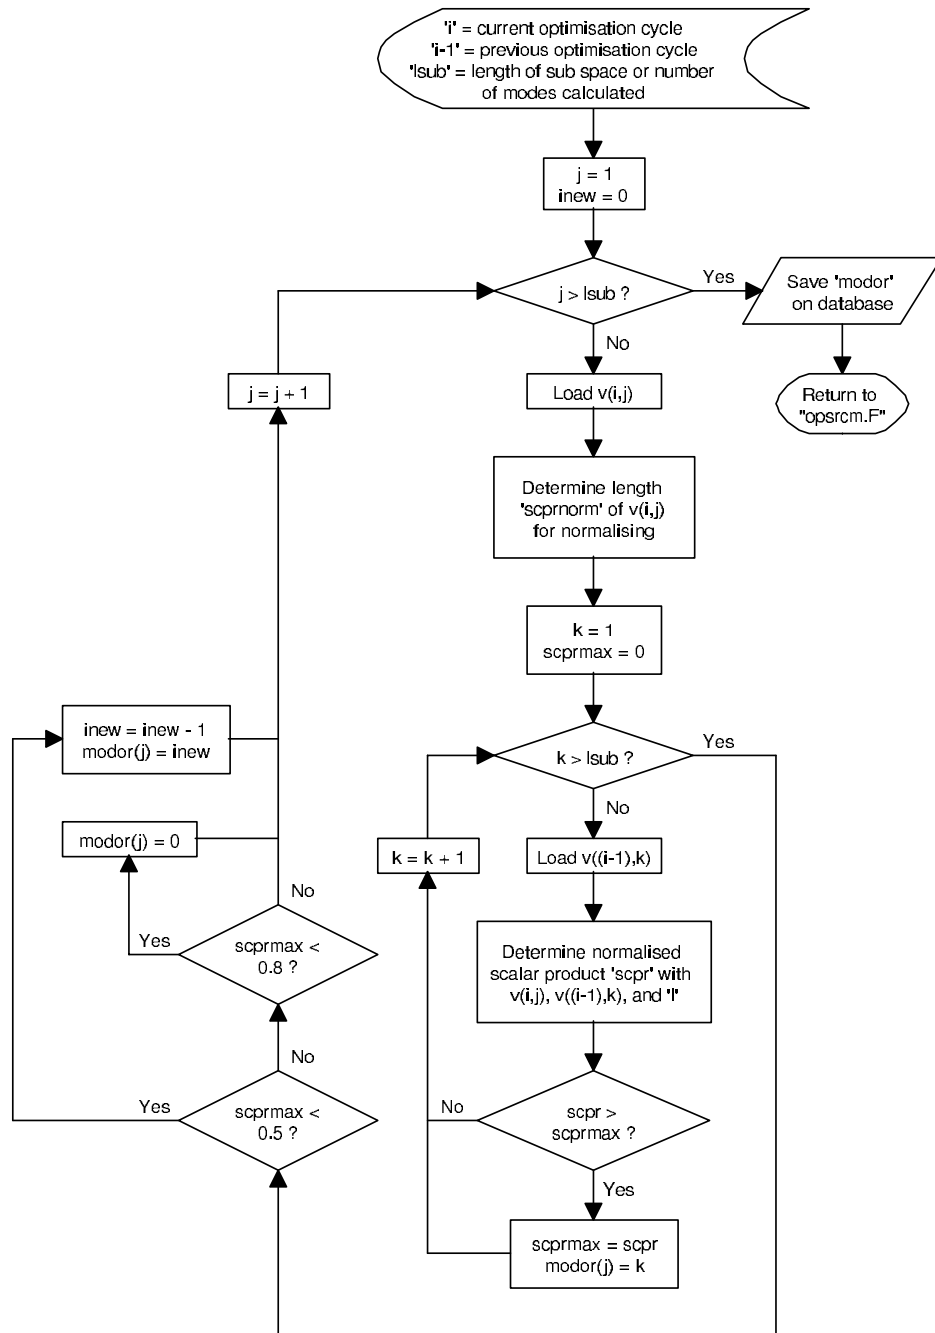 'i' = current optimisation cycle
'i-1' = previous optimisation cycle
'lsub' = length of sub space or number
of modes calculated
j = 1
inew = 0
j > lsub ?
Yes
Save 'modor'
on database
Return to
"opsrcm.F"
No
j = j + 1
Load v(i,j)
Determine length
'scprnorm' of v(i,j)
for normalising
k = 1
scprmax = 0
inew = inew - 1
modor(j) = inew
k > lsub ?
Yes
No
modor(j) = 0
k = k + 1
Load v((i-1),k)
No
Yes
scprmax <
0.8 ?
Determine normalised
scalar product 'scpr' with
v(i,j), v((i-1),k), and 'l'
No
Yes
scprmax <
0.5 ?
No
scpr >
scprmax ?
Yes
scprmax = scpr
modor(j) = k